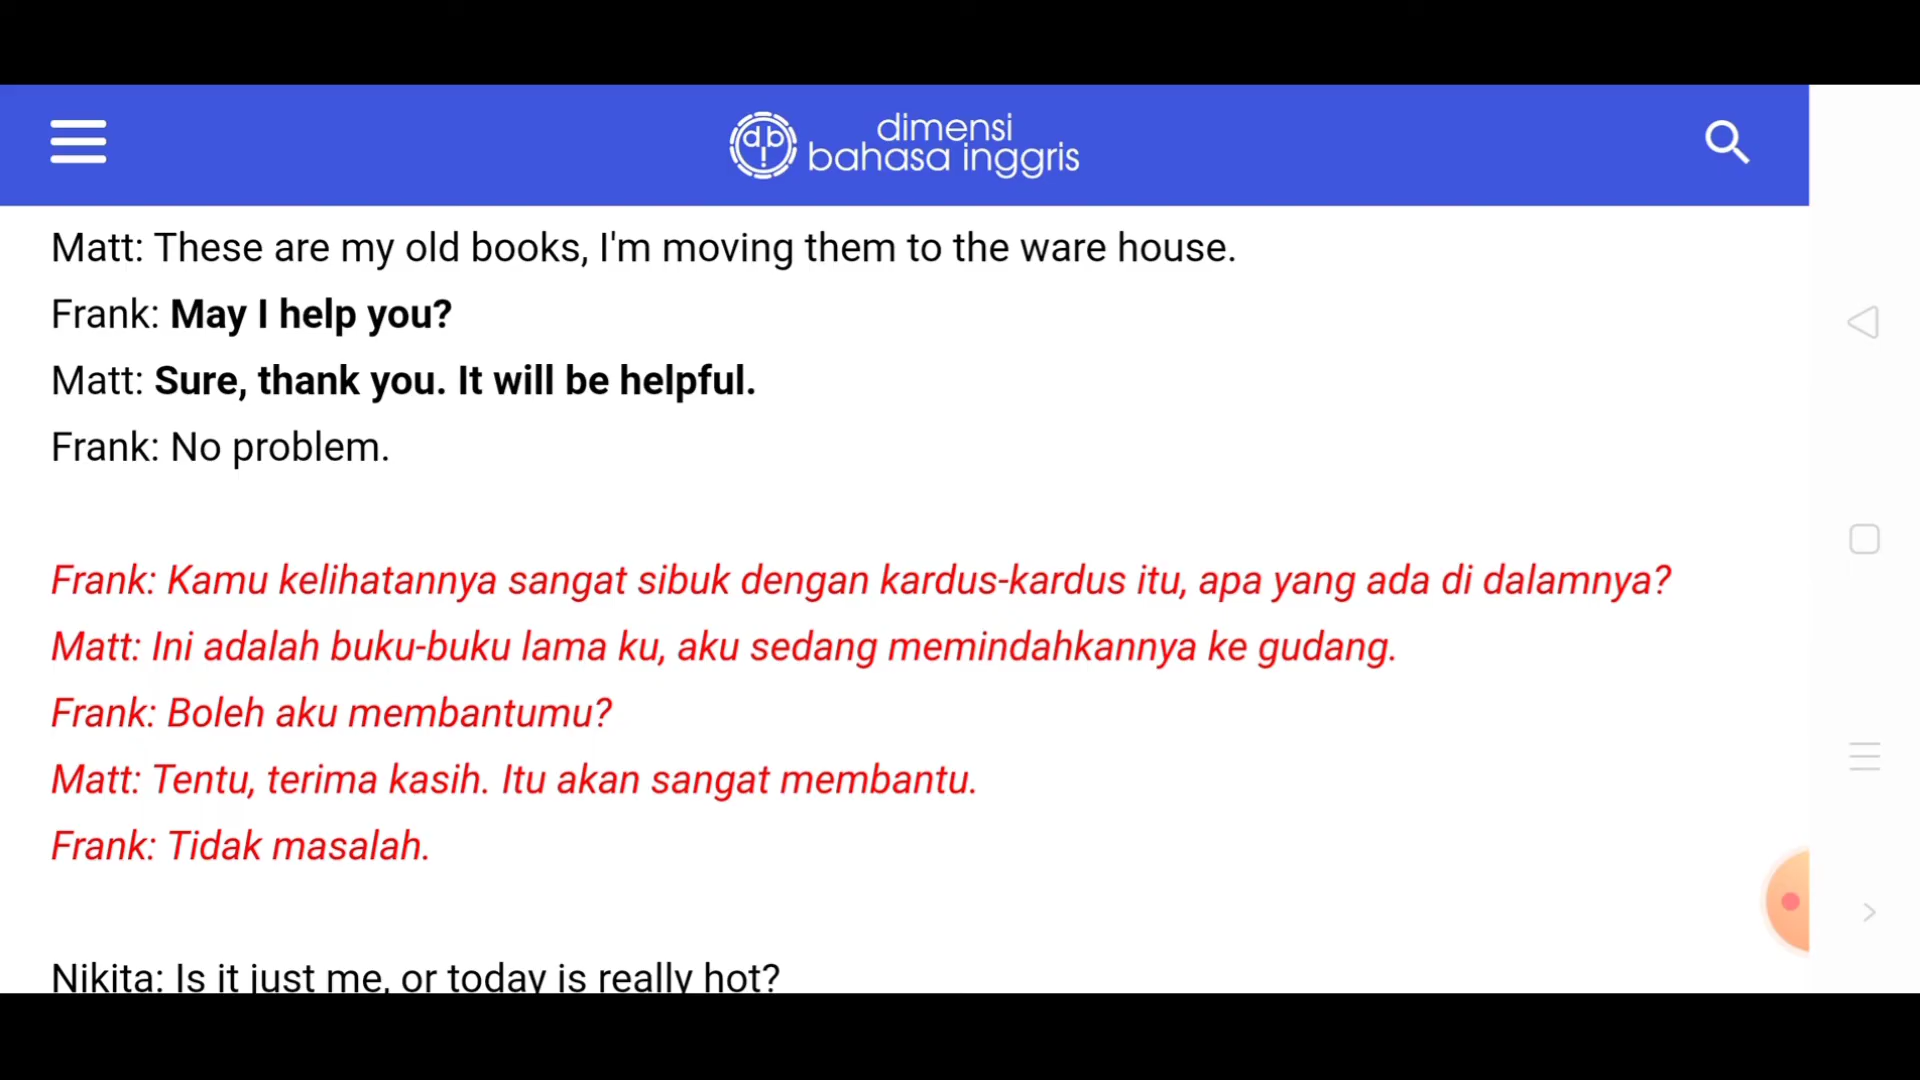 d¡b
dimensi
bahasa inggris
Matt: These are my old books, I'm moving them to the ware house.
Frank: May I help you?
Matt: Sure, thank you. It will be helpful.
Frank: No problem.
Frank: Kamu kelihatannya sangat sibuk dengan kardus-kardus itu, apa yang ada di dalamnya?
Matt: Ini adalah buku-buku lama ku, aku sedang memindahkannya ke gudang.
Frank: Boleh aku membantumu?
Matt: Tentu, terima kasih. Itu akan sangat membantu.
Frank: Tidak masalah.
Nikita: Is it just me, or today is really hot?